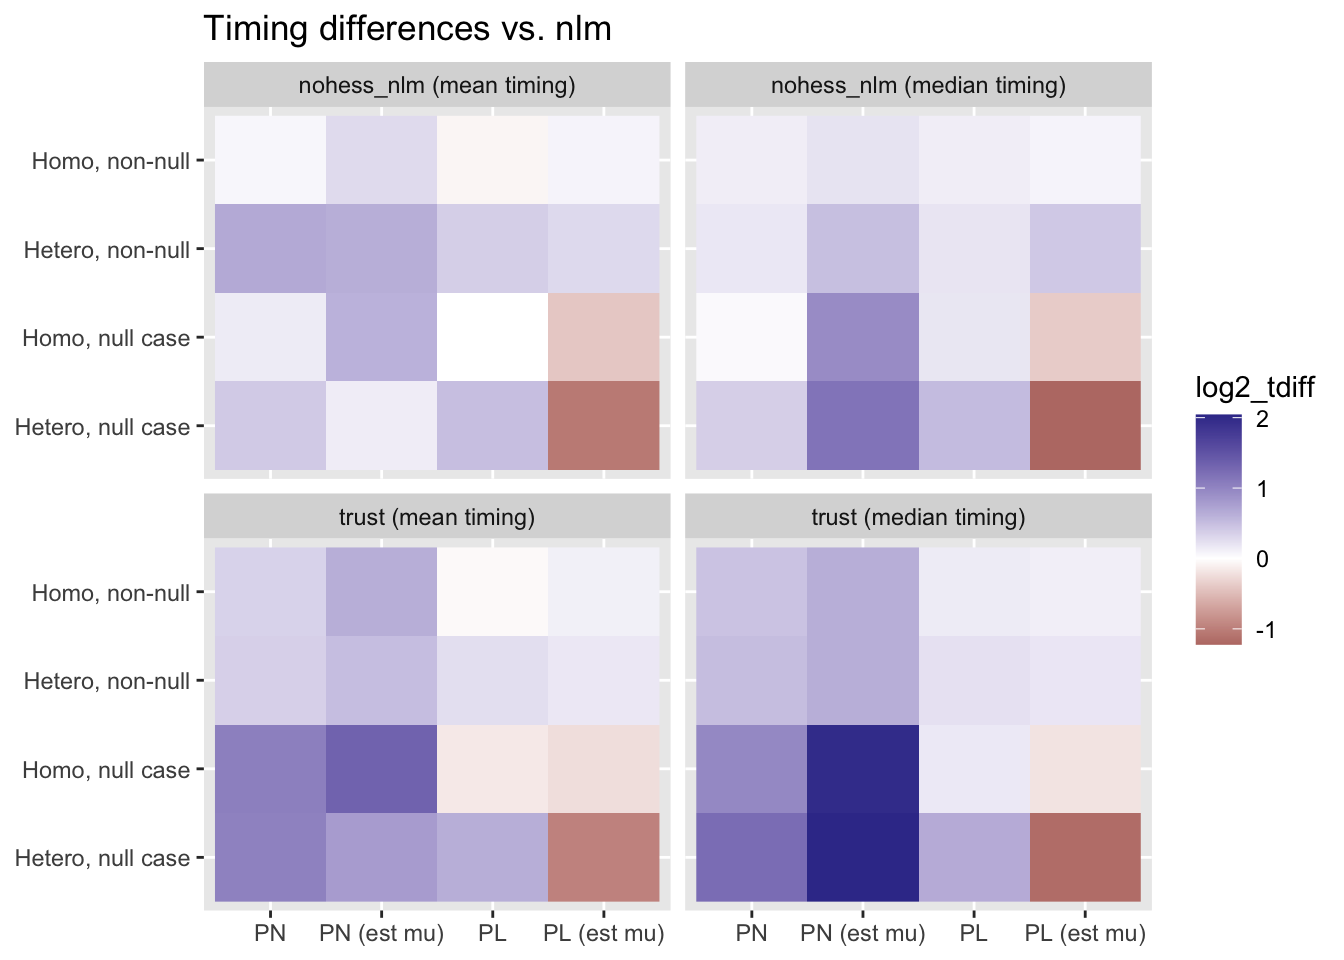 Timing differences vs. nlm
nohess_nlm (mean timing)
nohess_nlm (median timing)
Homo, non-null
Hetero, non-null
Homo, null case
Hetero, null case
trust (mean timing)
trust (median timing)
Homo, non-null
Hetero, non-null
Homo, null case
Hetero, null case
PN PN (est mu) PL PL (est mu)
PN PN (est mu) PL PL (est mu)
log2_tdiff
2
1
0
-1